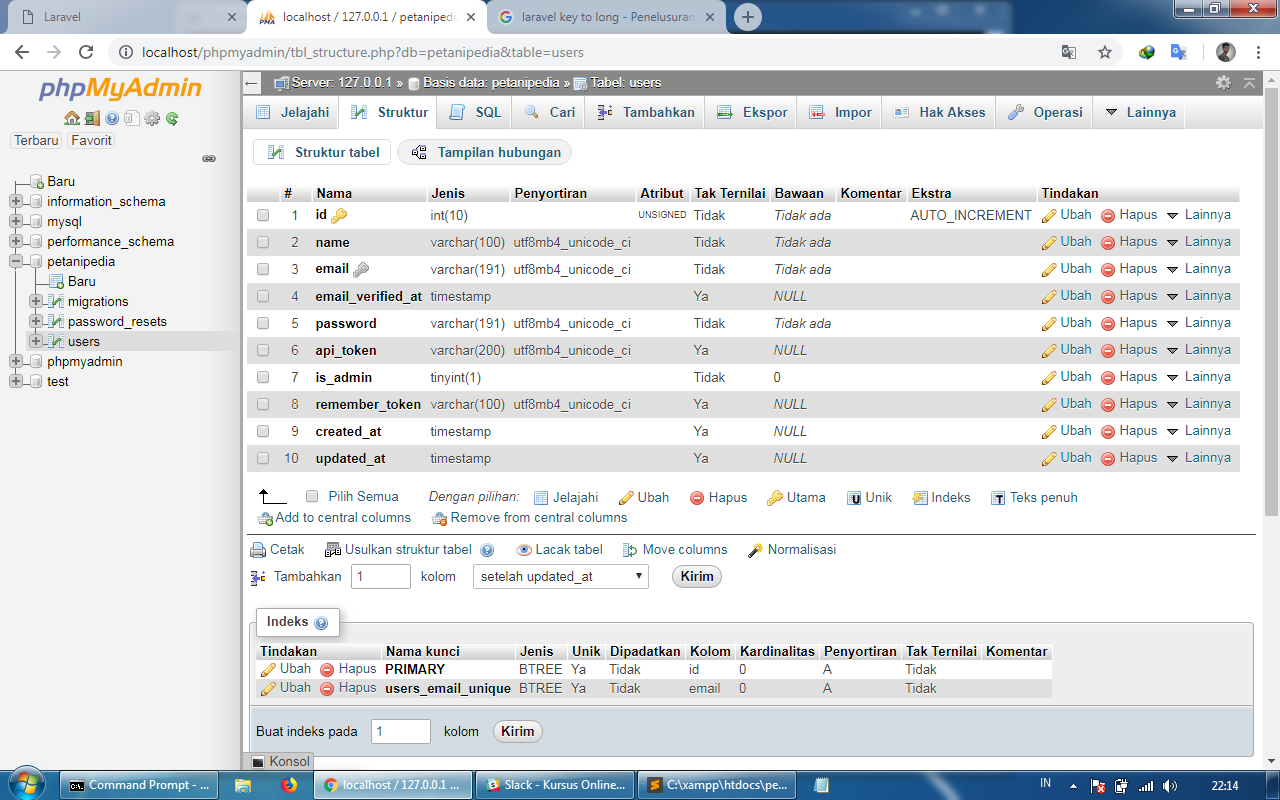 Laravel
localhost / 127.0.0.1 / petanipedi
laravel key to long - Penelusuran
localhost/phpmyadmin/tbl_structure.php?db=petanipedia&table=users
phpMyAdmin
Terbaru Favorit
Baru
information_schema
mysql
performance_schema
petanipedia
Baru
migrations
password_resets
users
phpmyadmin
test
Server: 127.0.0.1 » Basis data: petanipedia » Tabel: users
Jelajahi Struktur SQL Cari Tambahkan Ekspor Impor Hak Akses Operasi Lainnya
Struktur tabel Tampilan hubungan
# Nama Jenis Penyortiran Atribut Tak Ternilai Bawaan Komentar Ekstra Tindakan
1 id int(10) UNSIGNED Tidak Tidak ada AUTO_INCREMENT Ubah Hapus Lainnya
2 name varchar(100) utf8mb4_unicode_ci Tidak Tidak ada Ubah Hapus Lainnya
3 email varchar(191) utf8mb4_unicode_ci Tidak Tidak ada Ubah Hapus Lainnya
4 email_verified_at timestamp Ya NULL Ubah Hapus Lainnya
5 password varchar(191) utf8mb4_unicode_ci Tidak Tidak ada Ubah Hapus Lainnya
6 api_token varchar(200) utf8mb4_unicode_ci Ya NULL Ubah Hapus Lainnya
7 is_admin tinyint(1) Tidak 0 Ubah Hapus Lainnya
8 remember_token varchar(100) utf8mb4_unicode_ci Ya NULL Ubah Hapus Lainnya
9 created_at timestamp Ya NULL Ubah Hapus Lainnya
10 updated_at timestamp Ya NULL Ubah Hapus Lainnya
Pilih Semua Dengan pilihan: Jelajahi Ubah Hapus Utama Unik Indeks Teks penuh
Add to central columns Remove from central columns
Cetak Usulkan struktur tabel Lacak tabel Move columns Normalisasi
Tambahkan 1 kolom setelah updated_at Kirim
Indeks
Tindakan Nama kunci Jenis Unik Dipadatkan Kolom Kardinalitas Penyortiran Tak Ternilai Komentar
Ubah Hapus PRIMARY BTREE Ya Tidak id 0 A Tidak
Ubah Hapus users_email_unique BTREE Ya Tidak email 0 A Tidak
Buat indeks pada 1 kolom Kirim
Konsol
Command Prompt - ...
localhost / 127.0.0.1 ...
Slack - Kursus Online...
C:\xampp\htdocs\pe...
IN
22:14